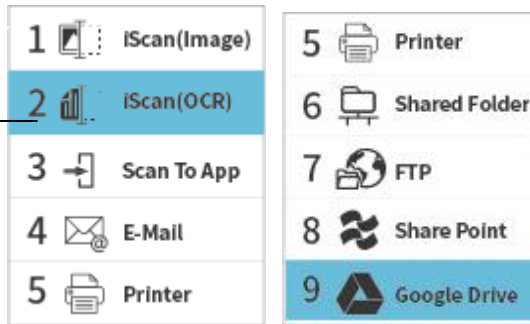 1 iScan(Image)
2 iScan(OCR)
3 Scan To App
4 E-Mail
5 Printer
5 Printer
6 Shared Folder
7 FTP
8 Share Point
9 Google Drive